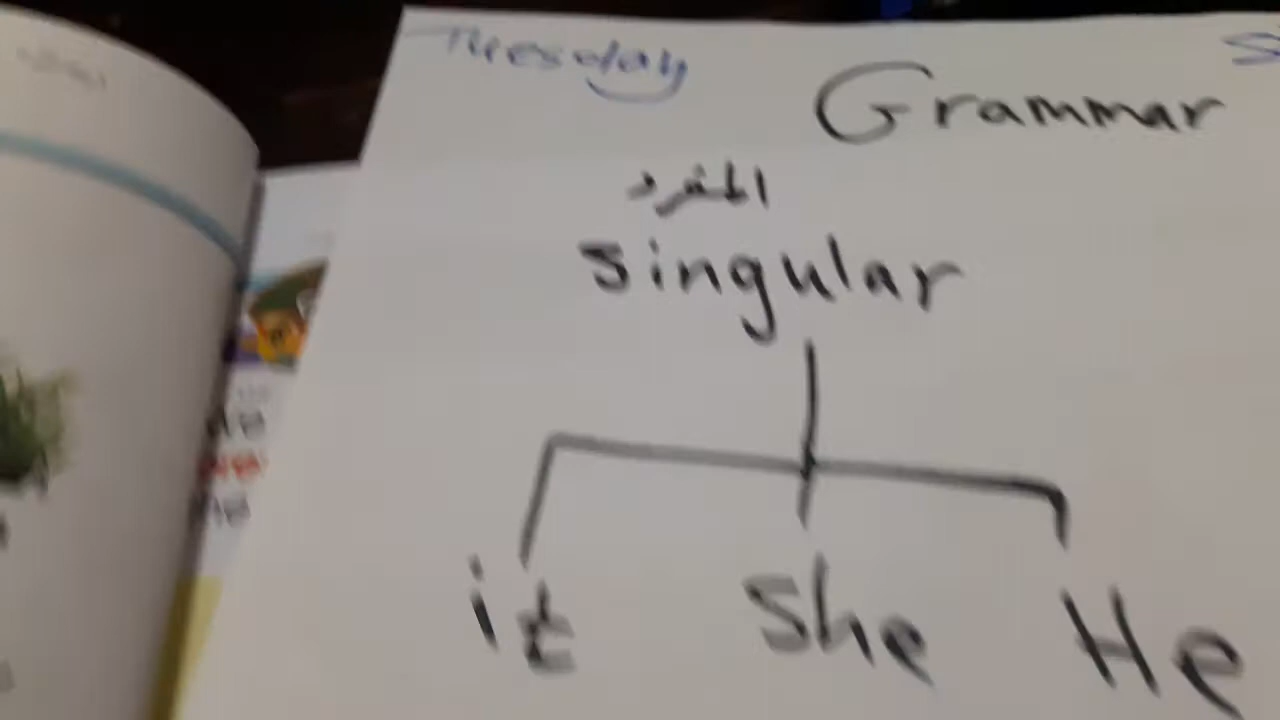 Tuesday
Grammar
المفرد
singular
it she He